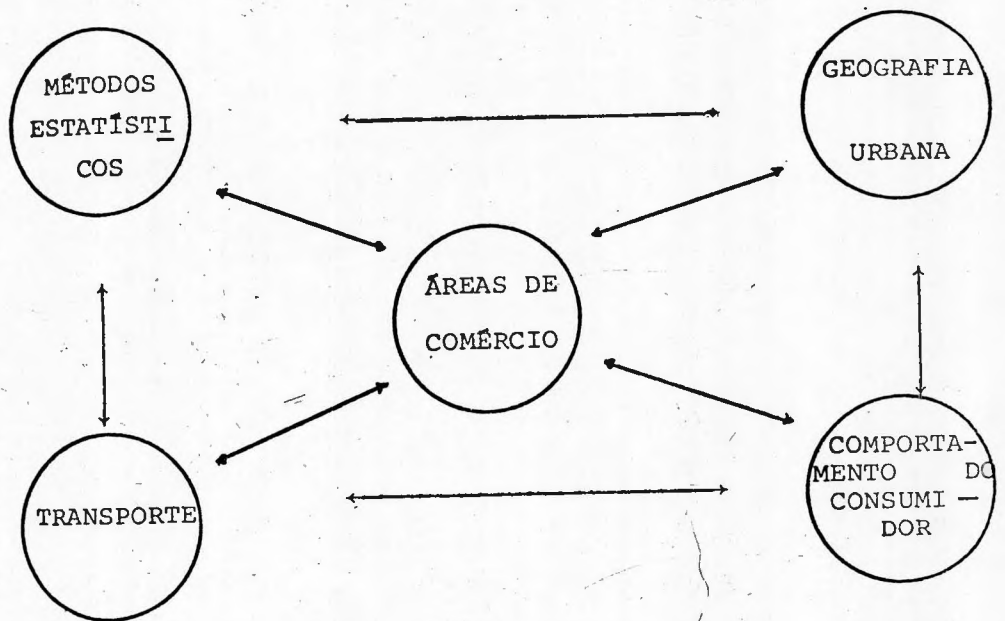 MÉTODOS
ESTATÍSTI
COS
GEOGRAFIA
URBANA
ÁREAS DE
COMÉRCIO
TRANSPORTE
COMPORTA-
MENTO DO
CONSUMI-
DOR